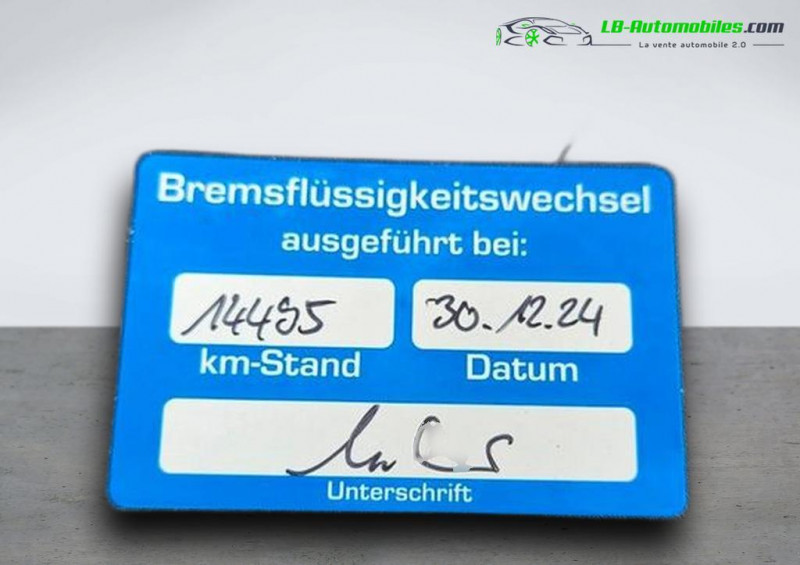 LB-Automobiles.com
La vente automobile 2.0
Bremsflüssigkeitswechsel
ausgeführt bei:
14495 30.12.24
km-Stand Datum
Unterschrift